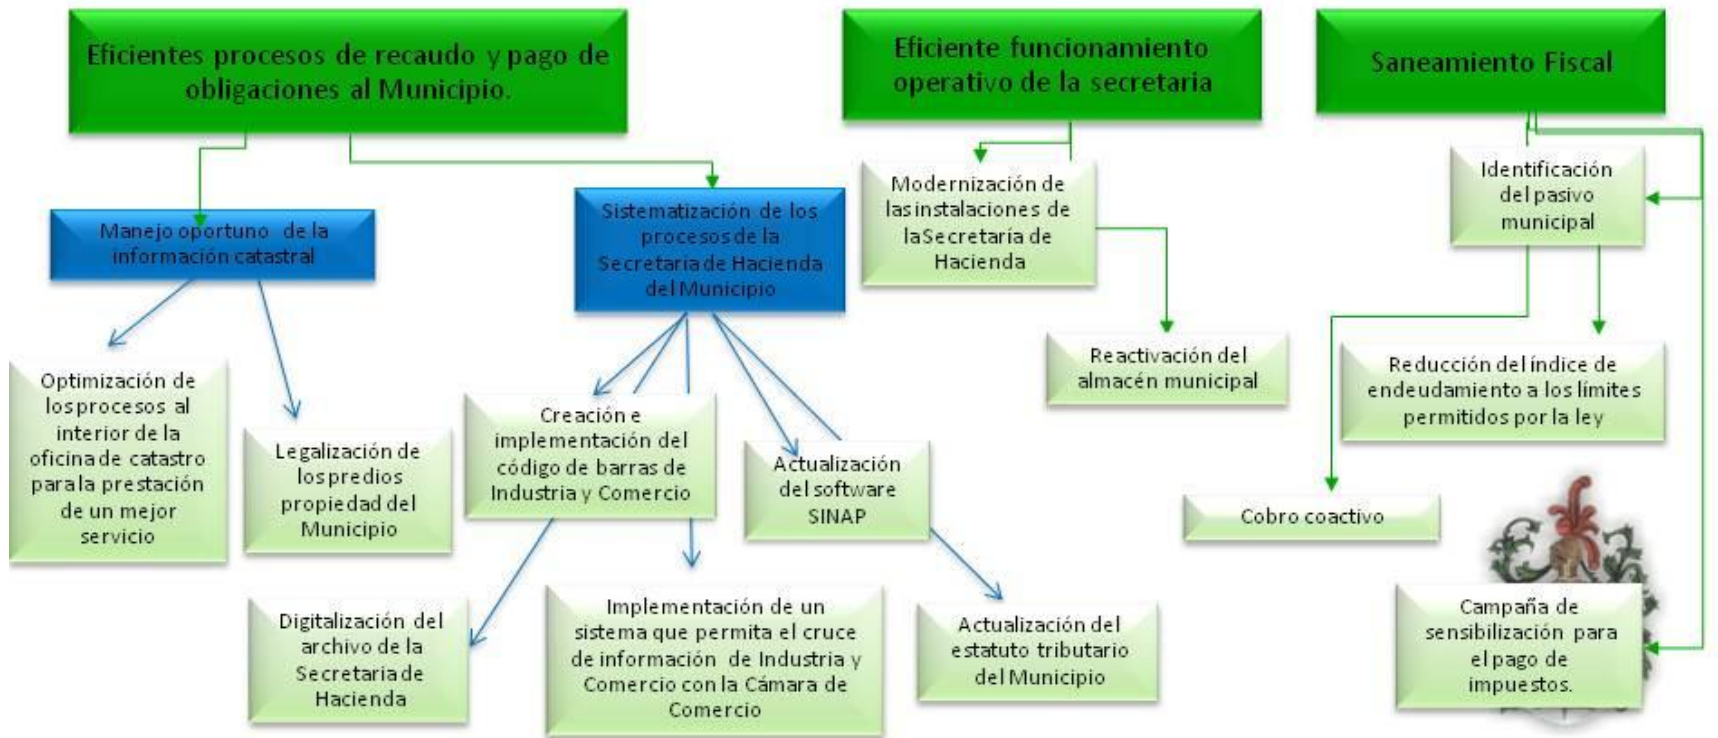 Eficientes procesos de recaudo y pago de
obligaciones al Municipio.
Eficiente funcionamiento
operativo de la secretaria
Saneamiento Fiscal
Manejo oportuno de la
información catastral
Sistematización de los
procesos de la
Secretaria de Hacienda
del Municipio
Modernización de
las instalaciones de
la Secretaría de
Hacienda
Identificación
del pasivo
municipal
Reactivación del
almacén municipal
Reducción del índice de
endeudamiento a los límites
permitidos por la ley
Optimización de
los procesos al
interior de la
oficina de catastro
para la prestación
de un mejor
servicio
Legalización de
los predios
propiedad del
Municipio
Creación e
implementación del
código de barras de
Industria y Comercio
Actualización
del software
SINAP
Cobro coactivo
Digitalización del
archivo de la
Secretaria de
Hacienda
Implementación de un
sistema que permita el cruce
de información de Industria y
Comercio con la Cámara de
Comercio
Actualización del
estatuto tributario
del Municipio
Campaña de
sensibilización para
el pago de
impuestos.